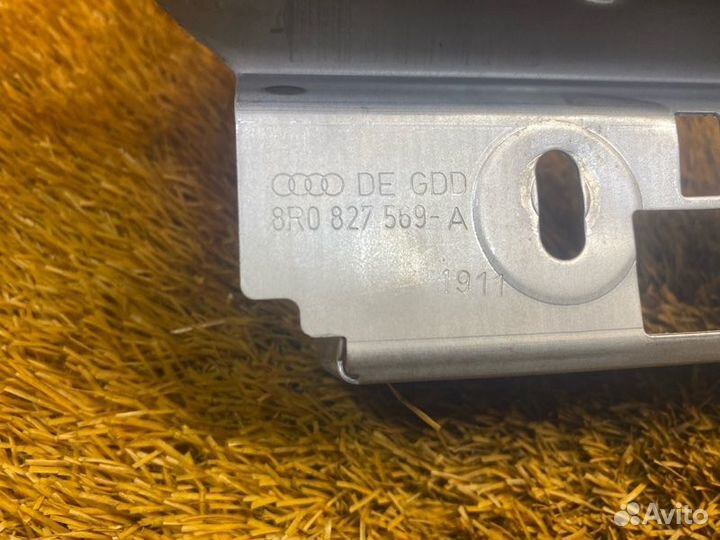 DE GDD
8R0 827 569-A
1911
Avito